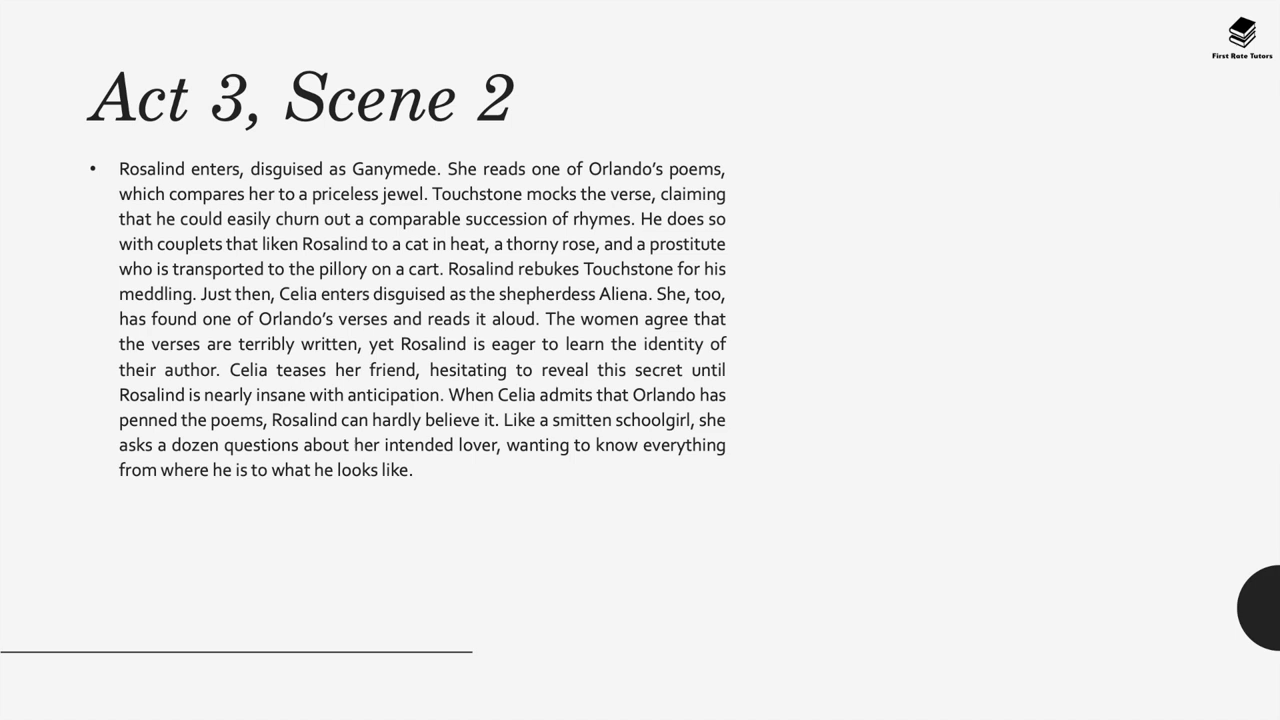 First Rate Tutors
Act 3, Scene 2
• Rosalind enters, disguised as Ganymede. She reads one of Orlando’s poems,
which compares her to a priceless jewel. Touchstone mocks the verse, claiming
that he could easily churn out a comparable succession of rhymes. He does so
with couplets that liken Rosalind to a cat in heat, a thorny rose, and a prostitute
who is transported to the pillory on a cart. Rosalind rebukes Touchstone for his
meddling. Just then, Celia enters disguised as the shepherdess Aliena. She, too,
has found one of Orlando’s verses and reads it aloud. The women agree that
the verses are terribly written, yet Rosalind is eager to learn the identity of
their author. Celia teases her friend, hesitating to reveal this secret until
Rosalind is nearly insane with anticipation. When Celia admits that Orlando has
penned the poems, Rosalind can hardly believe it. Like a smitten schoolgirl, she
asks a dozen questions about her intended lover, wanting to know everything
from where he is to what he looks like.